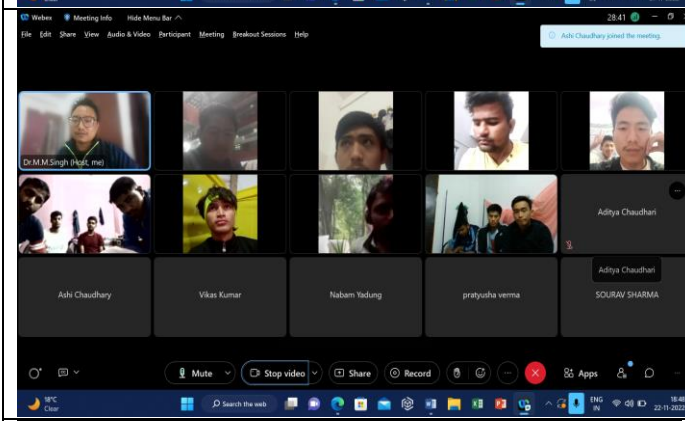 Webex Meeting Info Hide Menu Bar 28:41
File Edit Share View Audio & Video Participant Meeting Breakout Sessions Help
Ashi Chaudhary joined the meeting.
Dr.M.M.Singh (Host, me)
Aditya Chaudhari
Aditya Chaudhari
Ashi Chaudhary
Vikas Kumar
Nabam Yadung
pratyusha verma
SOURAV SHARMA
Mute Stop video Share Record Apps
18°C
Clear
Search the web
ENG
IN
18:48
22-11-2022